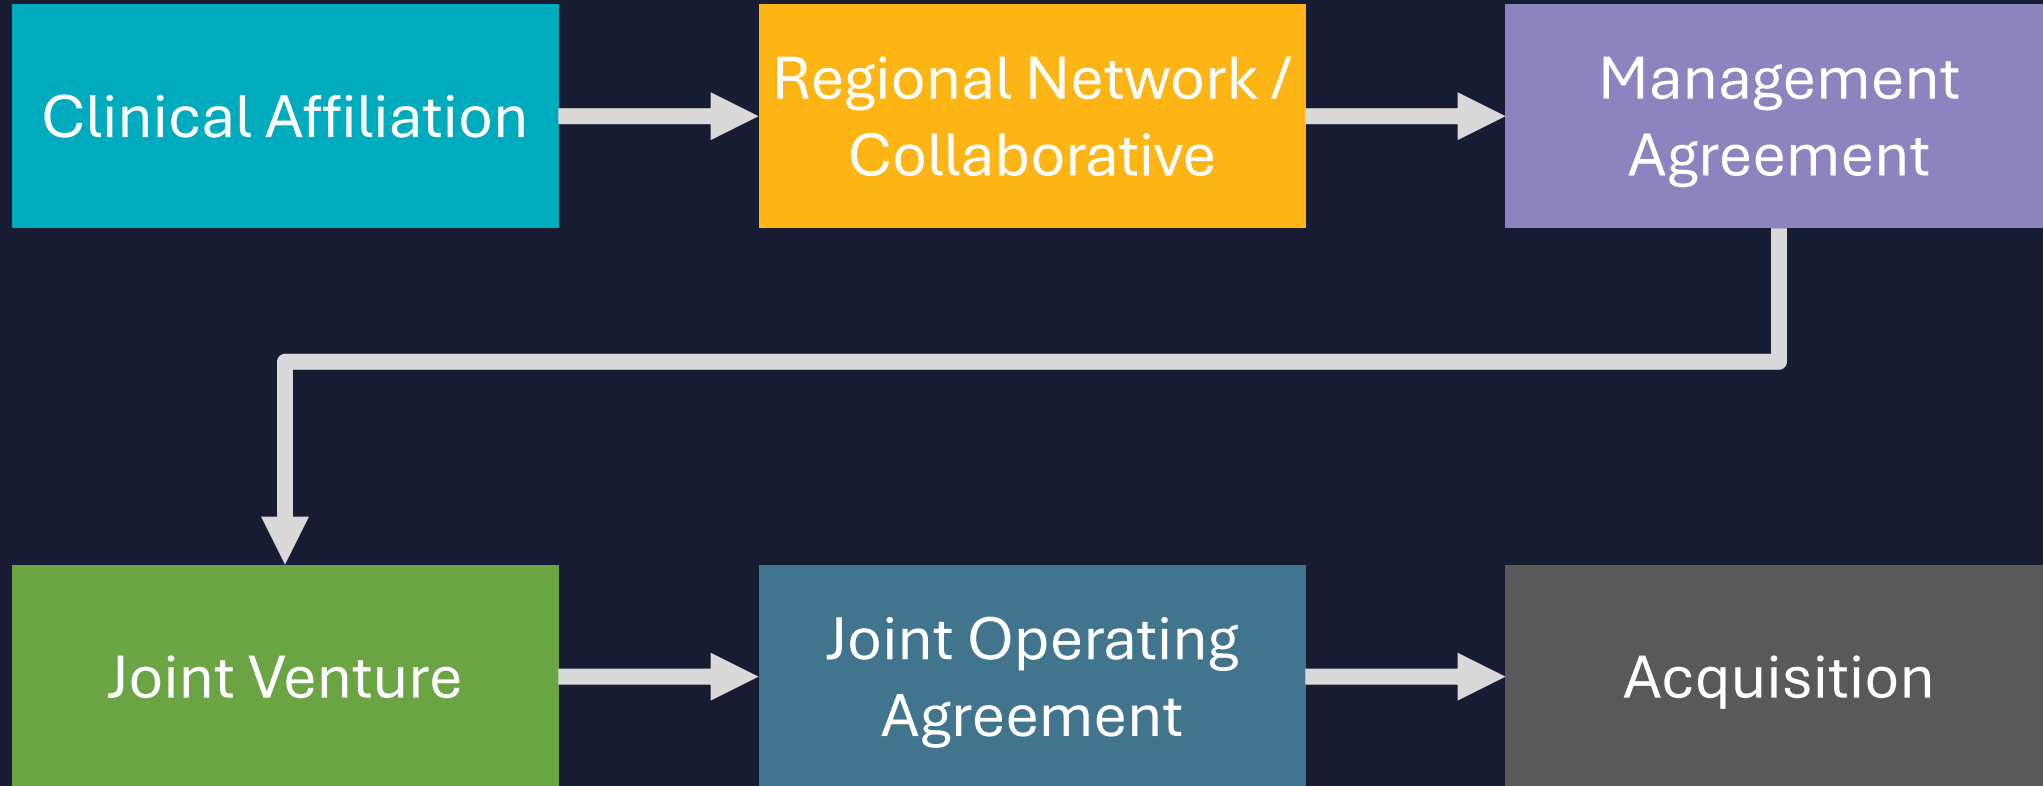 Clinical Affiliation
Regional Network /
Collaborative
Management
Agreement
Joint Venture
Joint Operating
Agreement
Acquisition